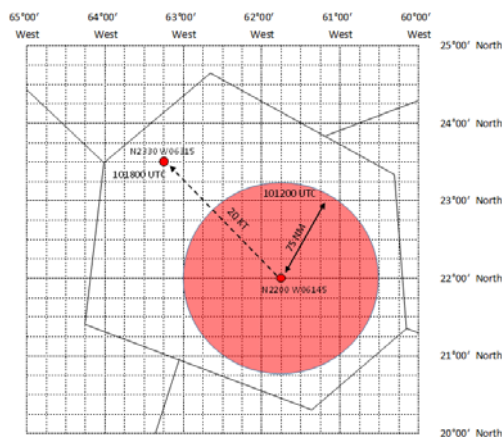 65°00' 64°00' 63°00' 62°00' 61°00' 60°00'
West West West West West West
25°00' North
24°00' North
N2330 W06315
101800 UTC
101200 UTC
23°00' North
20 KT
75 NM
22°00' North
N2200 W06145
21°00' North
20°00' North